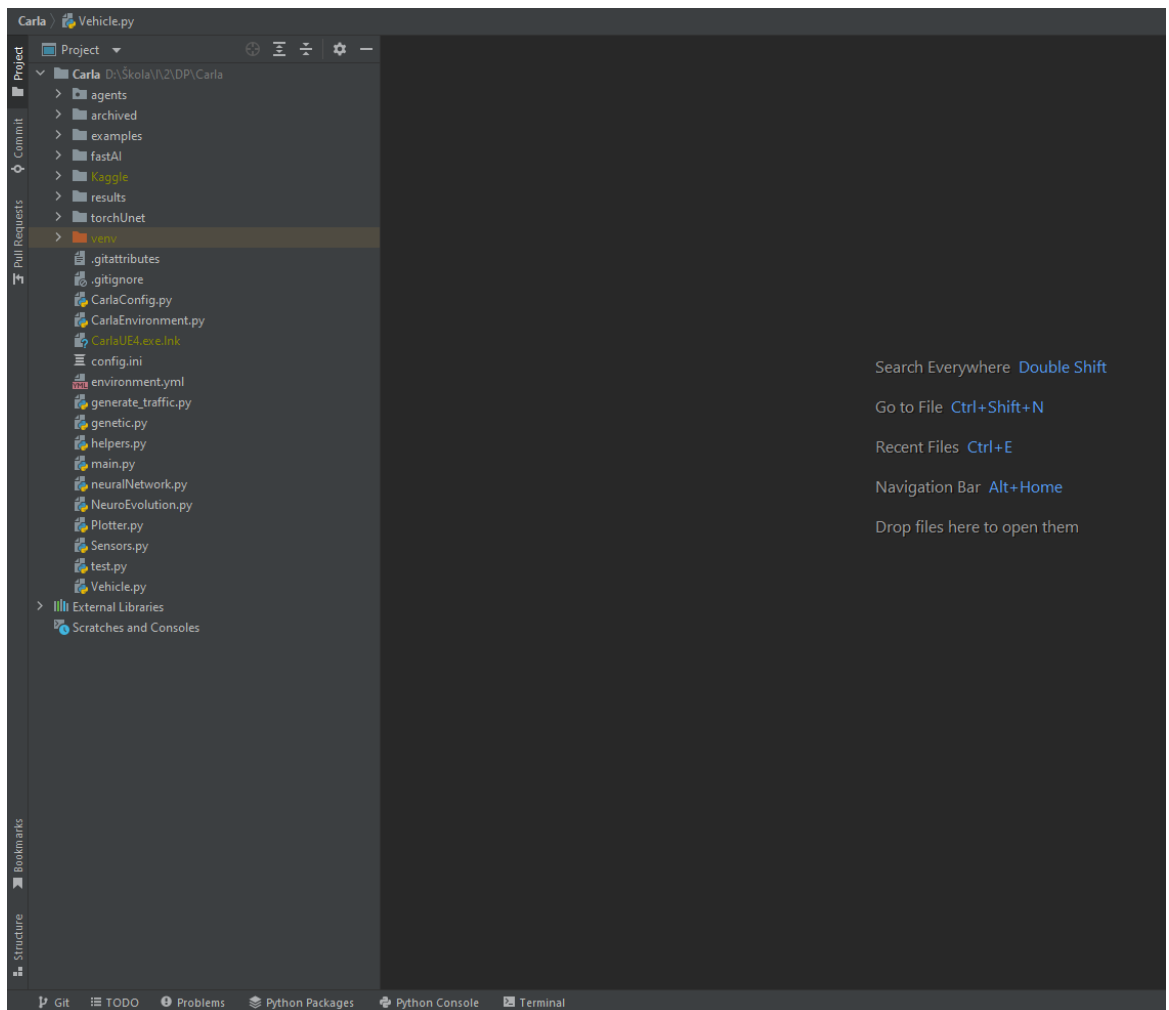 Carla Vehicle.py
Project
Project
Commit
Pull Requests
Bookmarks
Structure
Carla D:\Škola\I\2\DP\Carla
agents
archived
examples
fastAI
Kaggle
results
torchUnet
venv
.gitattributes
.gitignore
CarlaConfig.py
CarlaEnvironment.py
CarlaUE4.exe.lnk
config.ini
environment.yml
generate_traffic.py
genetic.py
helpers.py
main.py
neuralNetwork.py
NeuroEvolution.py
Plotter.py
Sensors.py
test.py
Vehicle.py
External Libraries
Scratches and Consoles
Search Everywhere Double Shift
Go to File Ctrl+Shift+N
Recent Files Ctrl+E
Navigation Bar Alt+Home
Drop files here to open them
Git TODO Problems Python Packages Python Console Terminal